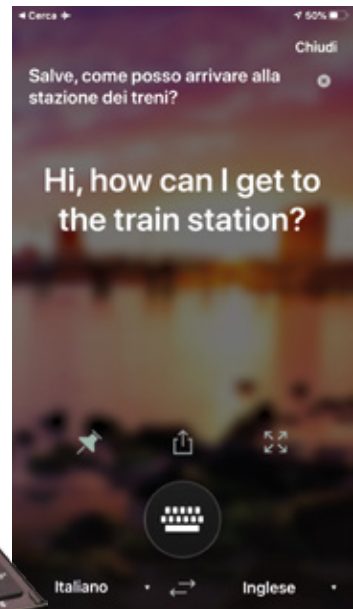 Cerca
50%
Chiudi
Salve, come posso arrivare alla
stazione dei treni?
Hi, how can I get to
the train station?
Italiano
Inglese